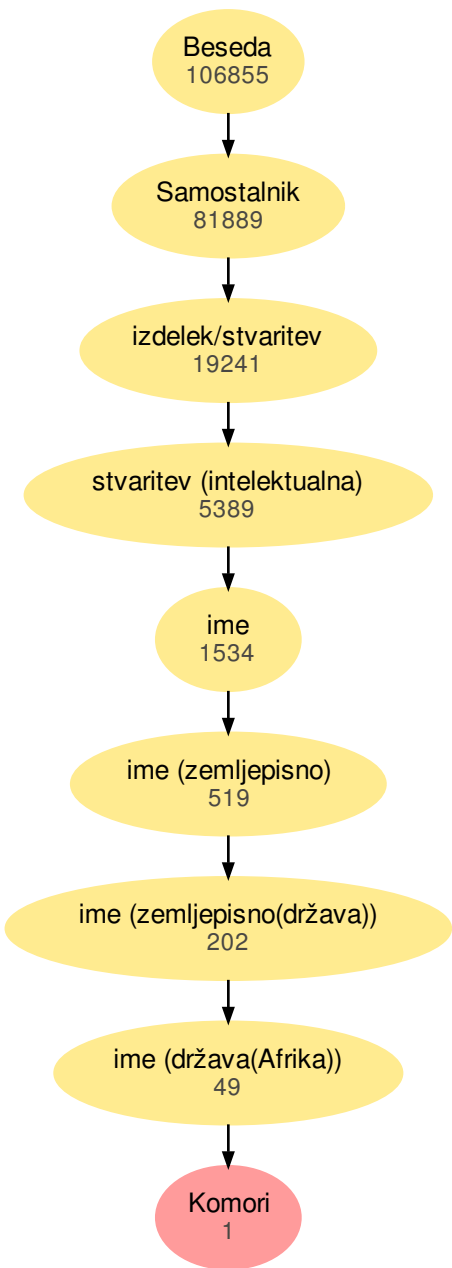 Beseda
106855
Samostalnik
81889
izdelek/stvaritev
19241
stvaritev (intelektualna)
5389
ime
1534
ime (zemljepisno)
519
ime (zemljepisno(država))
202
ime (država(Afrika))
49
Komori
1